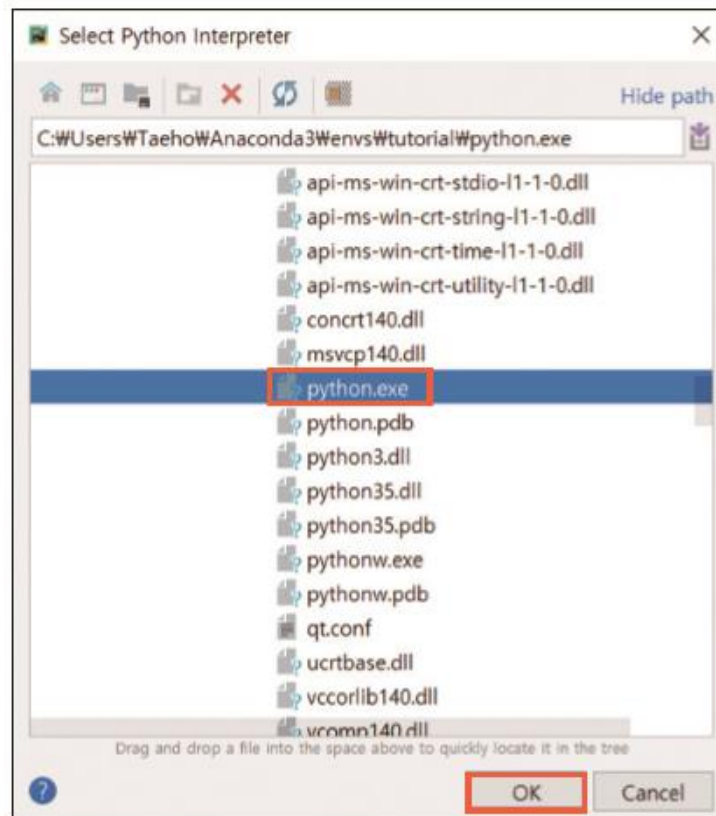 Select Python Interpreter
Hide path
C:₩Users₩Taeho₩Anaconda3₩envs₩tutorial₩python.exe
api-ms-win-crt-stdio-l1-1-0.dll
api-ms-win-crt-string-l1-1-0.dll
api-ms-win-crt-time-l1-1-0.dll
api-ms-win-crt-utility-l1-1-0.dll
concrt140.dll
msvcp140.dll
python.exe
python.pdb
python3.dll
python35.dll
python35.pdb
pythonw.exe
pythonw.pdb
qt.conf
ucrtbase.dll
vccorlib140.dll
vcomp140.dll
Drag and drop a file into the space above to quickly locate it in the tree
?
OK
Cancel